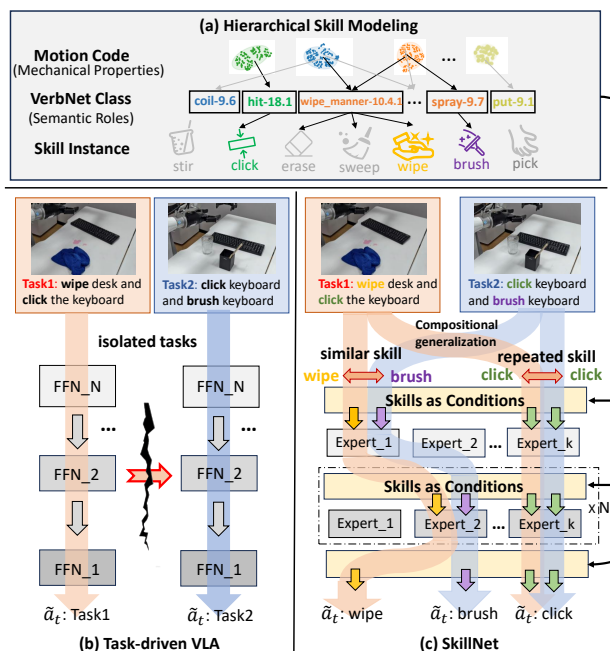 (a) Hierarchical Skill Modeling
Motion Code
(Mechanical Properties)
...
VerbNet Class
(Semantic Roles)
coil-9.6
hit-18.1
wipe_manner-10.4.1
...
spray-9.7
put-9.1
Skill Instance
stir
click
erase
sweep
wipe
brush
pick
Task1: wipe desk and
click the keyboard
Task2: click keyboard
and brush keyboard
isolated tasks
FFN_N
FFN_N
...
...
FFN_2
FFN_2
FFN_1
FFN_1
ã_t: Task1
ã_t: Task2
(b) Task-driven VLA
Task1: wipe desk and
click the keyboard
Task2: click keyboard
and brush keyboard
Compositional
generalization
similar skill
repeated skill
wipe
brush
click
click
Skills as Conditions
Expert_1
Expert_2
...
Expert_k
Skills as Conditions
x N
Expert_1
Expert_2
...
Expert_k
ã_t: wipe
ã_t: brush
ã_t: click
(c) SkillNet